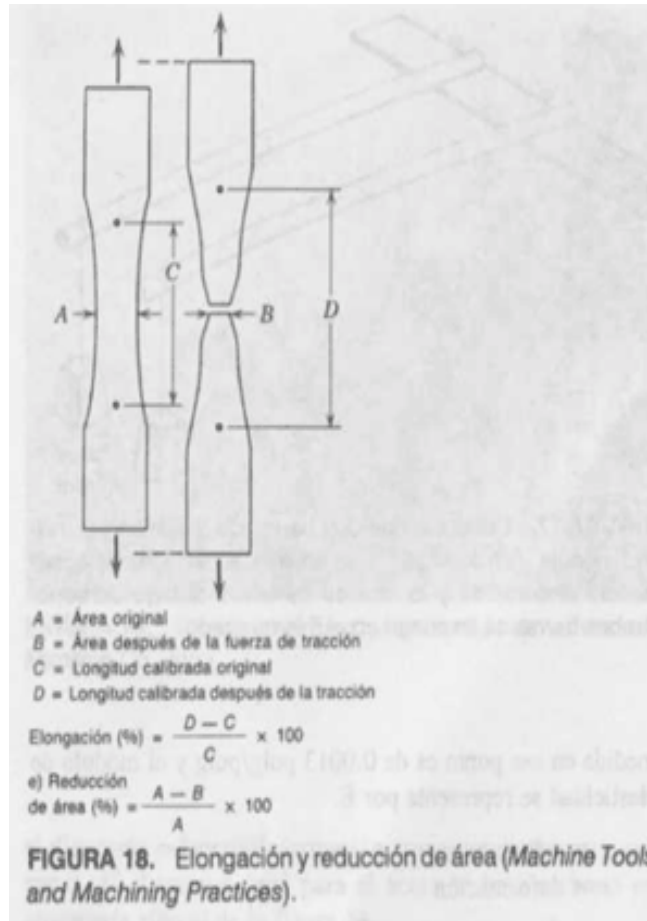 C
A
B
D
A = Área original
B = Área después de la fuerza de tracción
C = Longitud calibrada original
D = Longitud calibrada después de la tracción
Elongación (%) = D − C / C × 100
e) Reducción
de área (%) = A − B / A × 100
FIGURA 18. Elongación y reducción de área (Machine Tools
and Machining Practices).